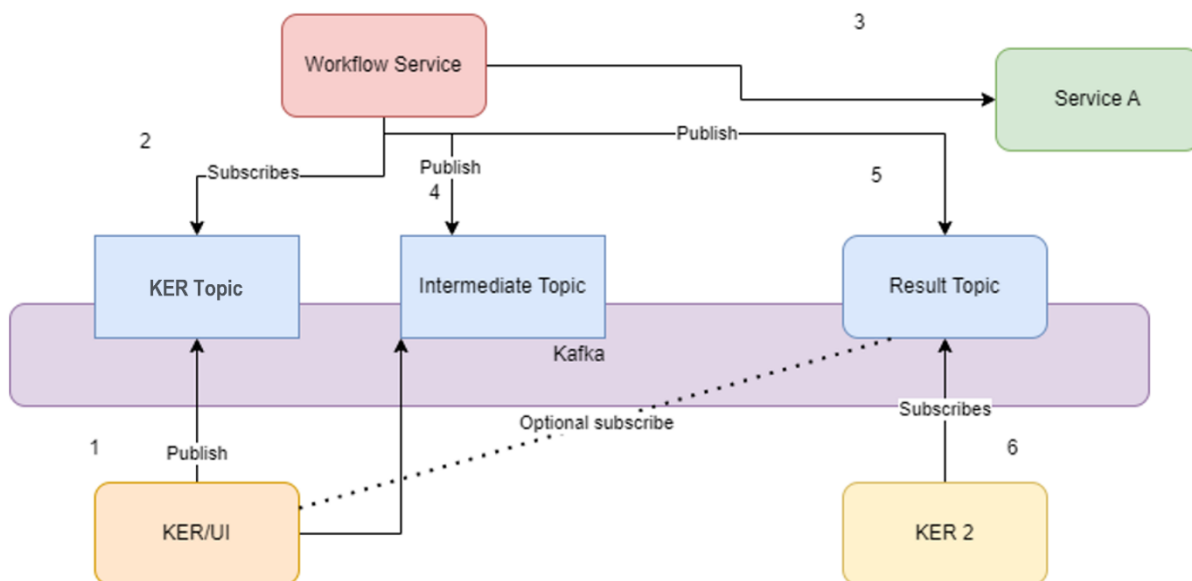 3
Workflow Service
Service A
2
Publish
Subscribes
Publish
4
5
KER Topic
Intermediate Topic
Result Topic
Kafka
Optional subscribe
Subscribes
1
Publish
6
KER/UI
KER 2